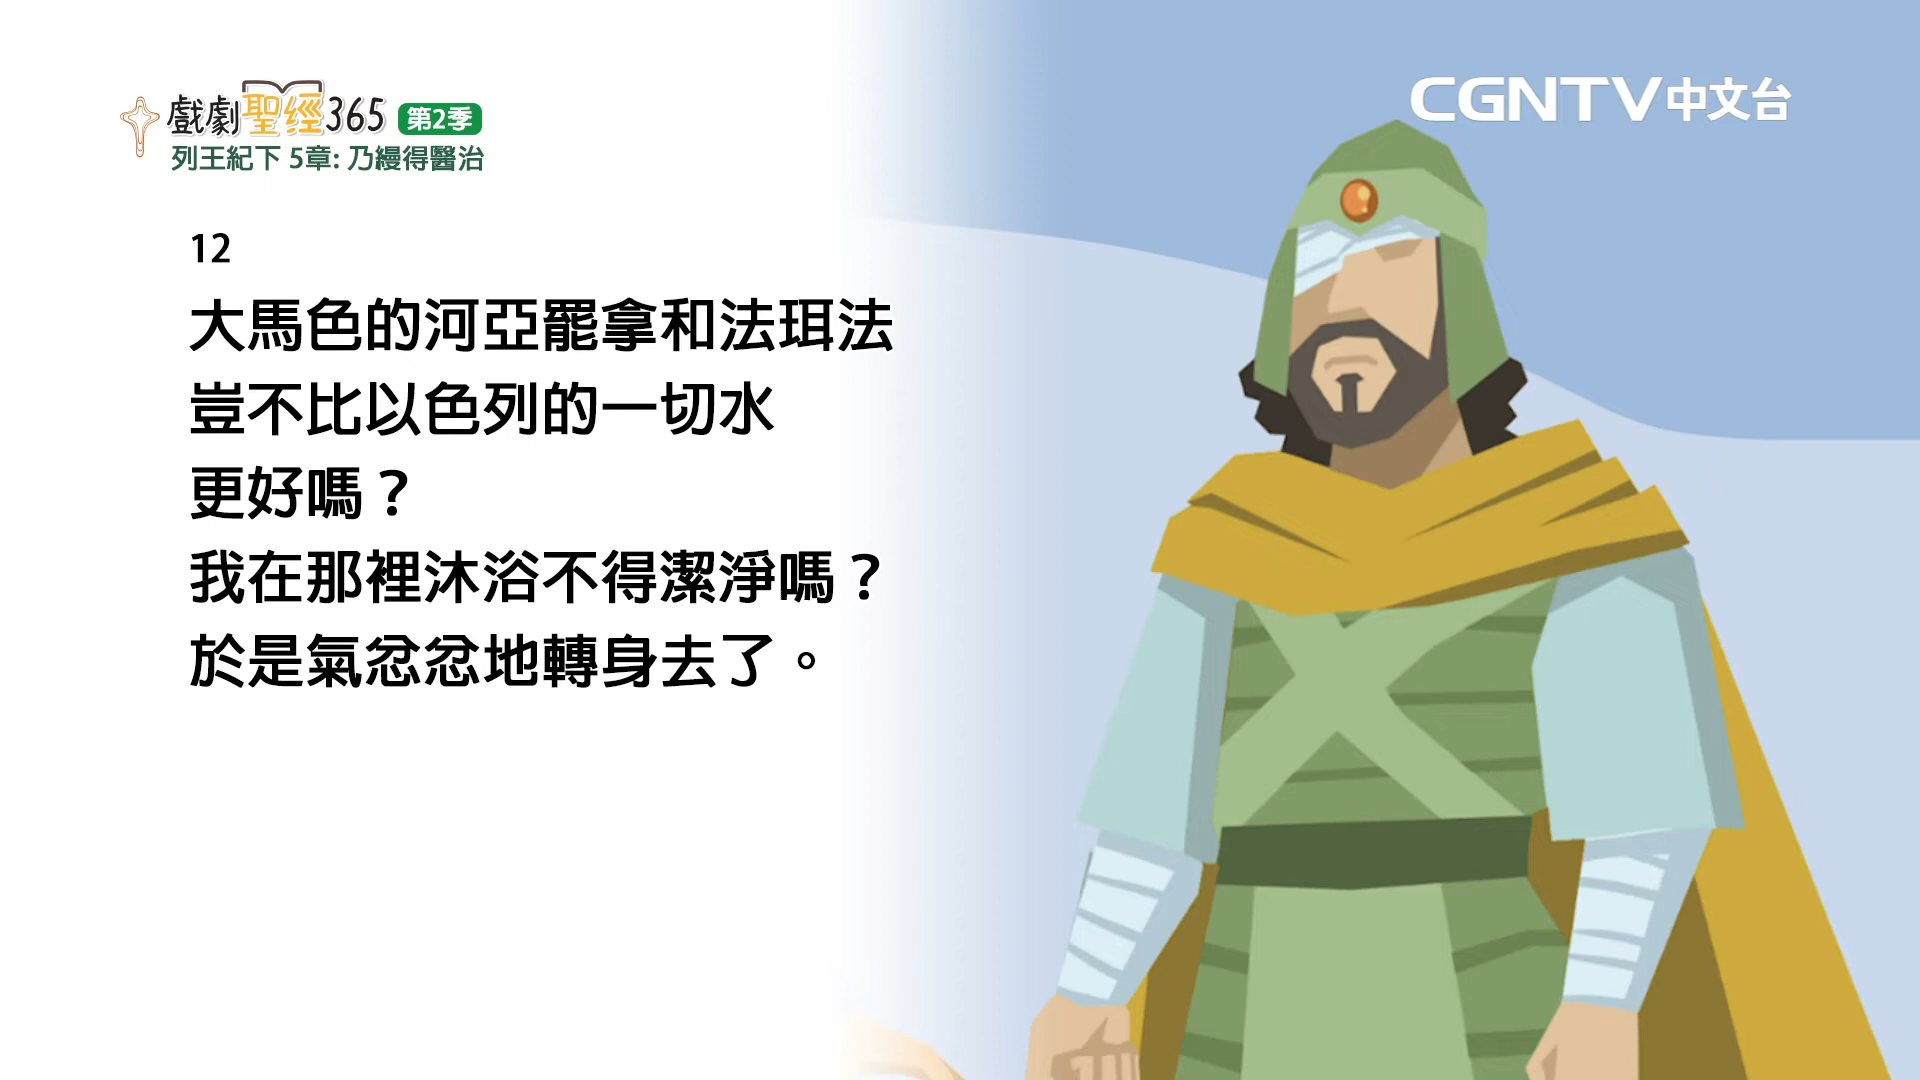 戲劇聖經365 第2季
列王紀下 5章: 乃縵得醫治
CGNTV中文台
12
大馬色的河亞罷拿和法珥法
豈不比以色列的一切水
更好嗎？
我在那裡沐浴不得潔淨嗎？
於是氣忿忿地轉身去了。